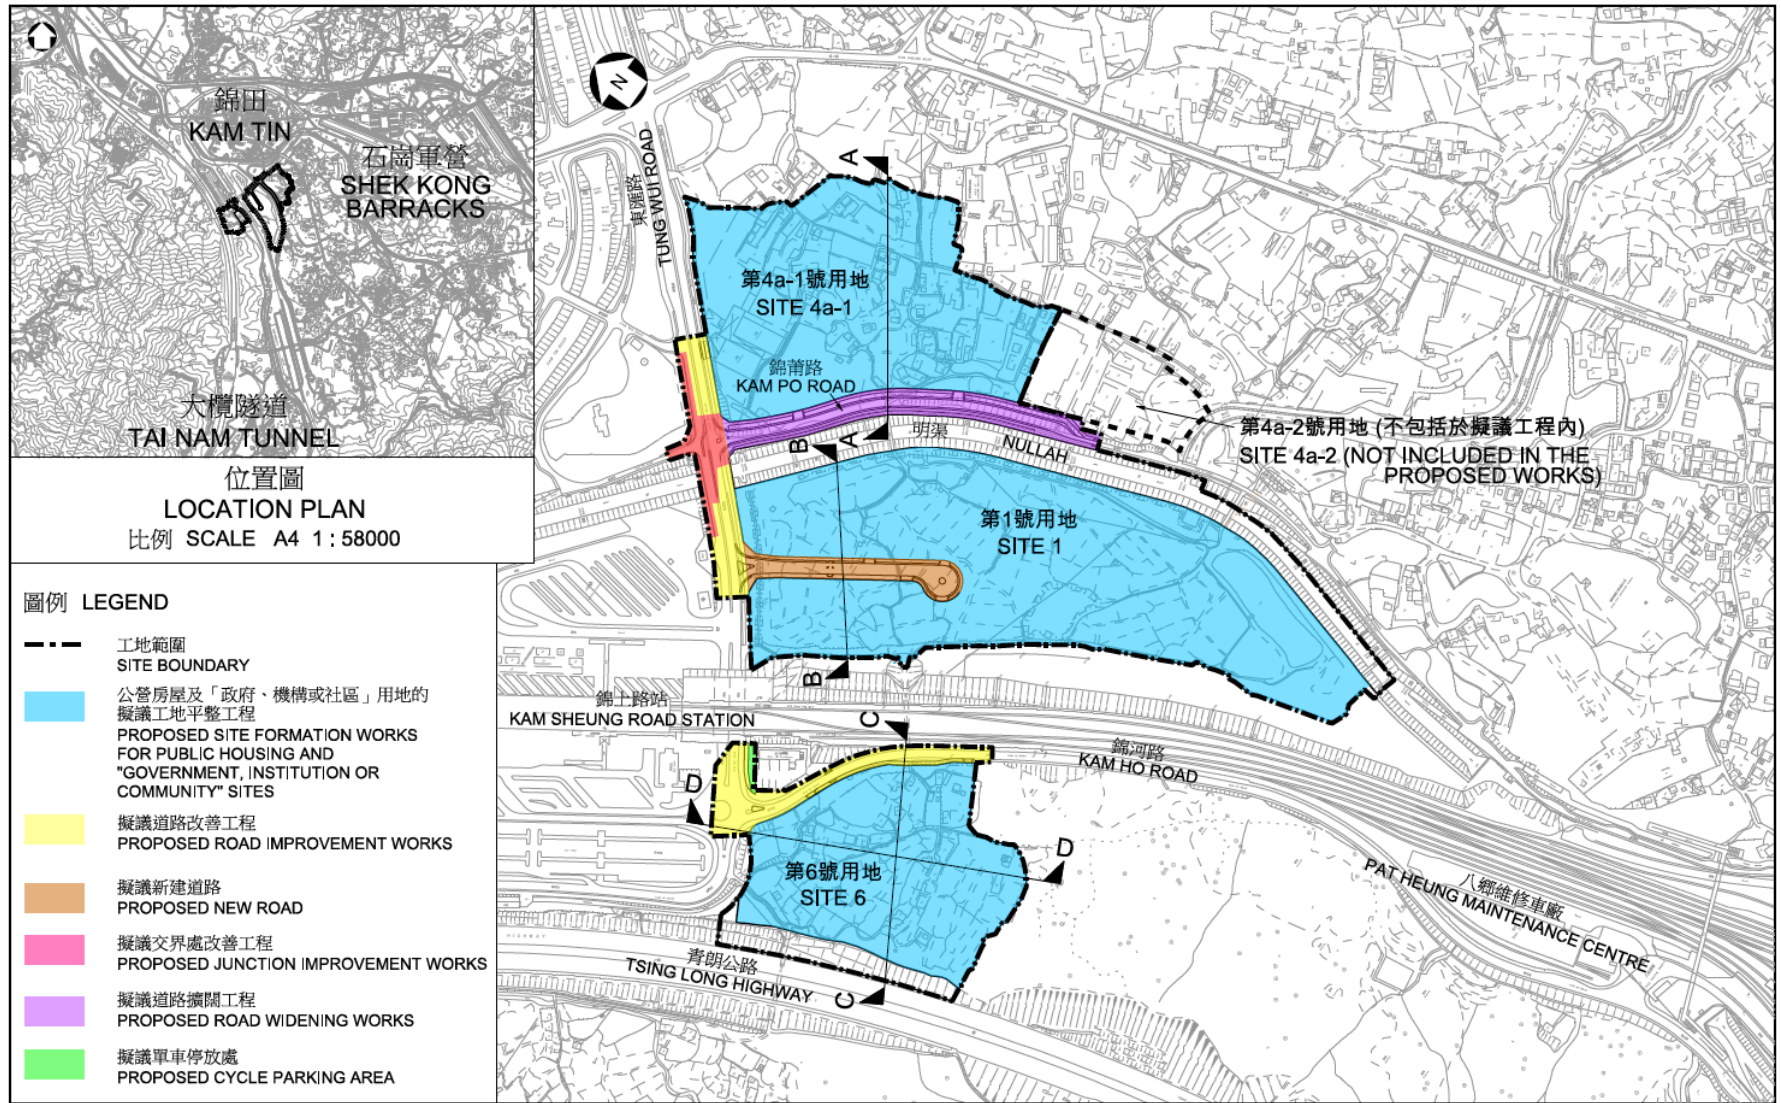 錦田
KAM TIN
石崗軍營
SHEK KONG
BARRACKS
大欖隧道
TAI NAM TUNNEL
位置圖
LOCATION PLAN
比例 SCALE A4 1 : 58000
圖例 LEGEND
工地範圍
SITE BOUNDARY
公營房屋及「政府、機構或社區」用地的
擬議工地平整工程
PROPOSED SITE FORMATION WORKS
FOR PUBLIC HOUSING AND
"GOVERNMENT, INSTITUTION OR
COMMUNITY" SITES
擬議道路改善工程
PROPOSED ROAD IMPROVEMENT WORKS
擬議新建道路
PROPOSED NEW ROAD
擬議交界處改善工程
PROPOSED JUNCTION IMPROVEMENT WORKS
擬議道路擴闊工程
PROPOSED ROAD WIDENING WORKS
擬議單車停放處
PROPOSED CYCLE PARKING AREA
N
東匯路
TUNG WUI ROAD
A
第4a-1號用地
SITE 4a-1
錦莆路
KAM PO ROAD
A
B
明渠
NULLAH
第4a-2號用地 (不包括於擬議工程內)
SITE 4a-2 (NOT INCLUDED IN THE
PROPOSED WORKS)
第1號用地
SITE 1
B
錦上路站
KAM SHEUNG ROAD STATION
C
錦河路
KAM HO ROAD
D
D
第6號用地
SITE 6
八鄉維修車廠
PAT HEUNG MAINTENANCE CENTRE
HIGHWAY
青朗公路
TSING LONG HIGHWAY
C